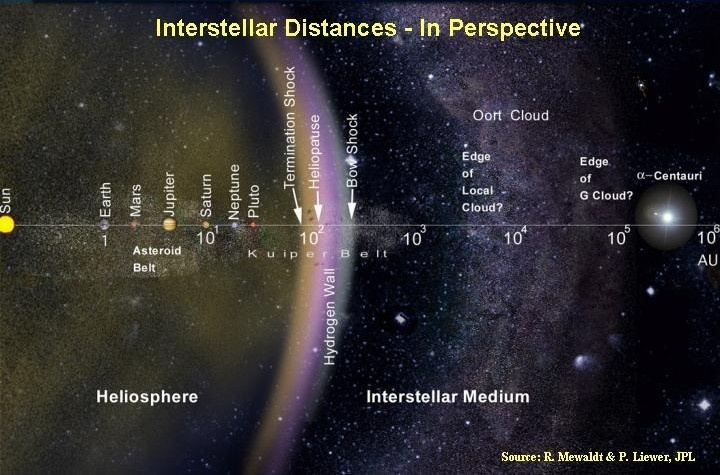 Interstellar Distances - In Perspective
Oort Cloud
Termination Shock
Heliopause
Bow Shock
Edge
of
Local
Cloud?
Edge
of
G Cloud?
α-Centauri
Sun
Earth
Mars
Jupiter
Saturn
Neptune
Pluto
1
10¹
10²
10³
10⁴
10⁵
10⁶
AU
Asteroid
Belt
Kuiper Belt
Hydrogen Wall
Heliosphere
Interstellar Medium
Source: R. Mewaldt & P. Liewer, JPL